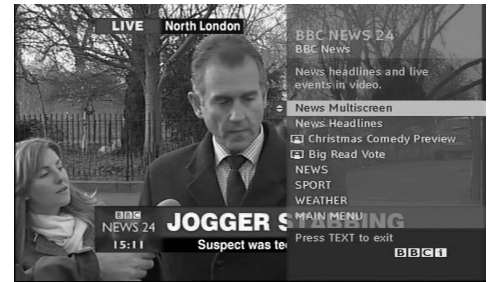 LIVE North London
BBC NEWS 24
BBC News
News headlines and live
events in video.
News Multiscreen
News Headlines
Christmas Comedy Preview
Big Read Vote
NEWS
SPORT
WEATHER
MAIN MENU
Press TEXT to exit
BBC 1
BBC
NEWS 24
15:11
JOGGER STABBING
Suspect was